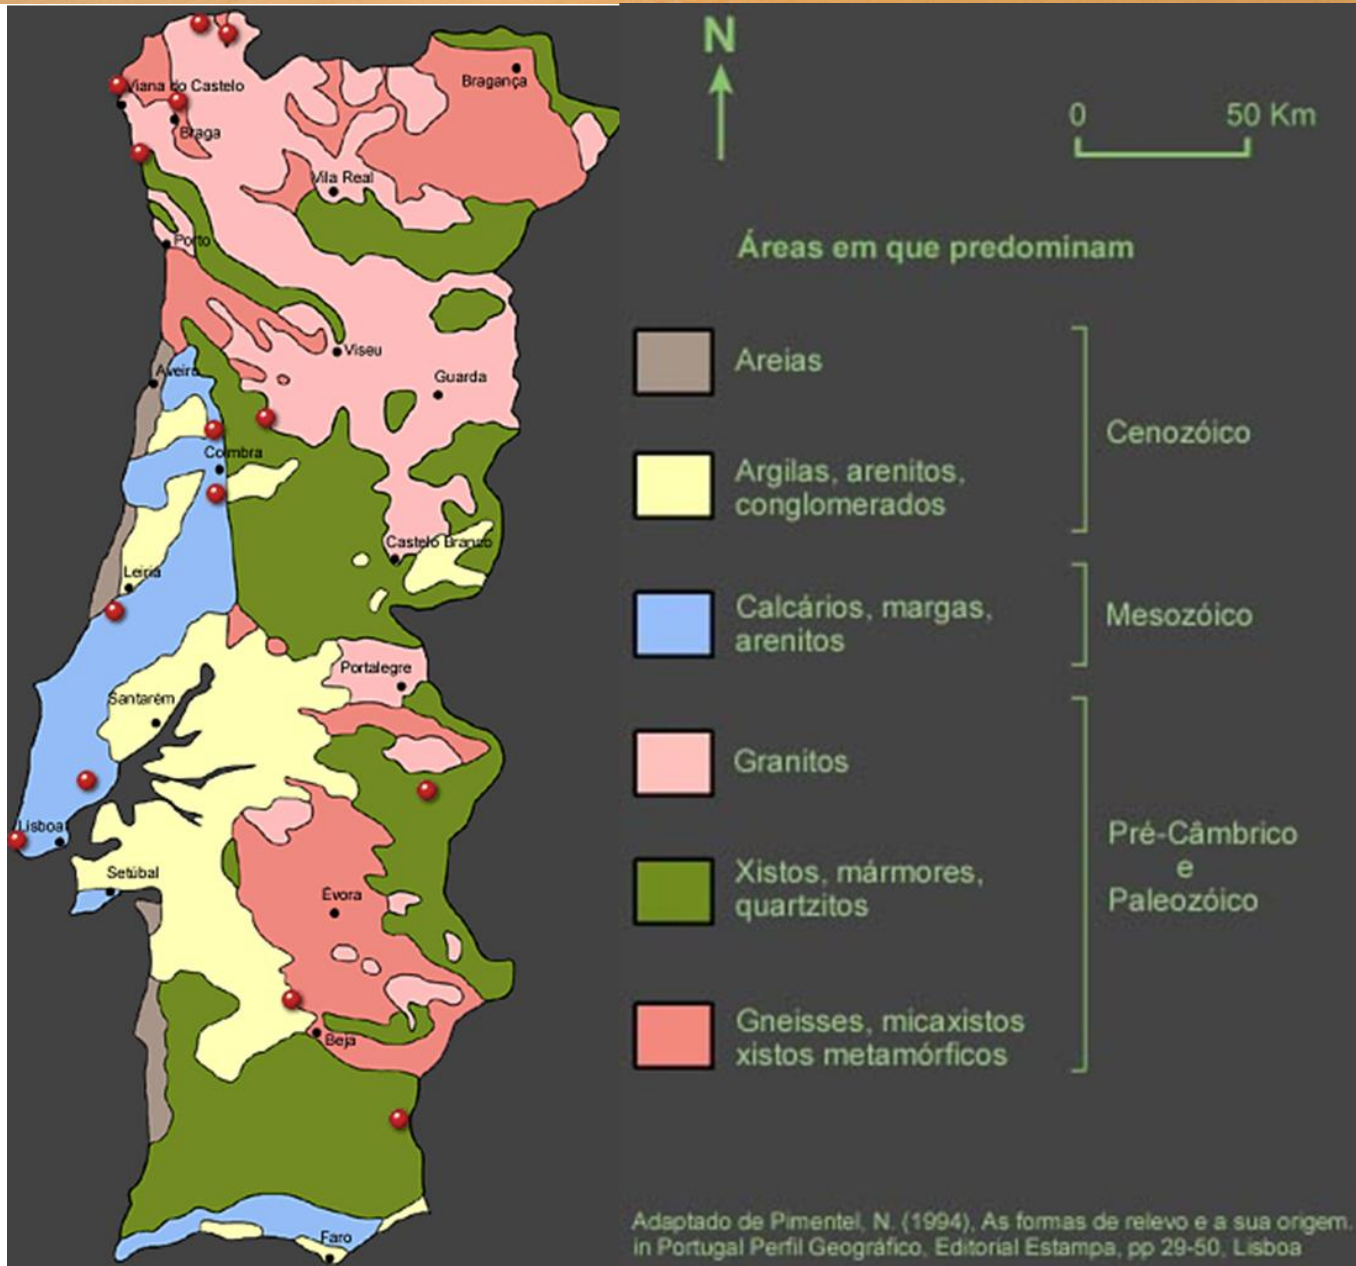 Viana do Castelo
Braga
Bragança
Vila Real
Porto
Viseu
Aveiro
Guarda
Coimbra
Castelo Branco
Leiria
Portalegre
Santarém
Lisboa
Setúbal
Évora
Beja
Faro
N
0 50 Km
Áreas em que predominam
Areias
Argilas, arenitos,
conglomerados
Cenozóico
Calcários, margas,
arenitos
Mesozóico
Granitos
Xistos, mármores,
quartzitos
Gneisses, micaxistos
xistos metamórficos
Pré-Câmbrico
e
Paleozóico
Adaptado de Pimentel, N. (1994), As formas de relevo e a sua origem.
in Portugal Perfil Geográfico, Editorial Estampa, pp 29-50, Lisboa